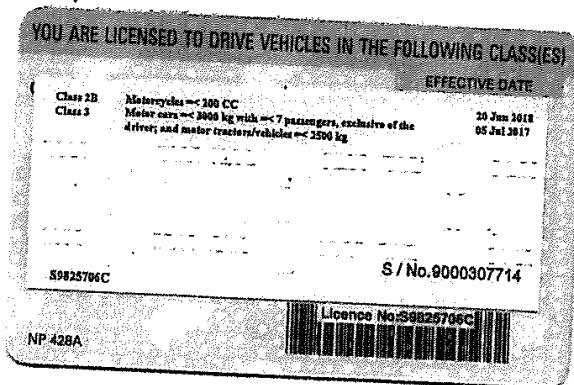 YOU ARE LICENSED TO DRIVE VEHICLES IN THE FOLLOWING CLASS(ES)
EFFECTIVE DATE
Class 2B Motorcycles =< 200 CC 20 Jun 2018
Class 3 Motor cars =< 3000 kg with =< 7 passengers, exclusive of the 05 Jul 2017
driver; and motor tractors/vehicles =< 2500 kg
S9825706C S / No.9000307714
Licence No:S9825706C
NP 428A